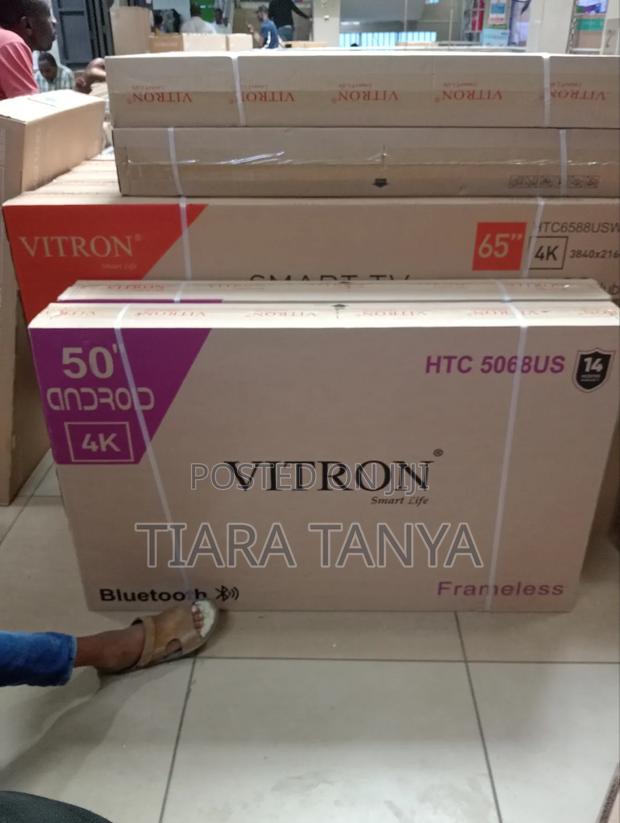 VITRON® VITRON® VITRON® VITRON® VITRON®
VITRON®
Smart Life
65"
HTC6588USW
4K
3840x216
SMART TV
50'
ANDROID
4K
HTC 5068US
14
VITRON®
Smart Life
POSTED ON JIJI
TIARA TANYA
Bluetooth
Frameless